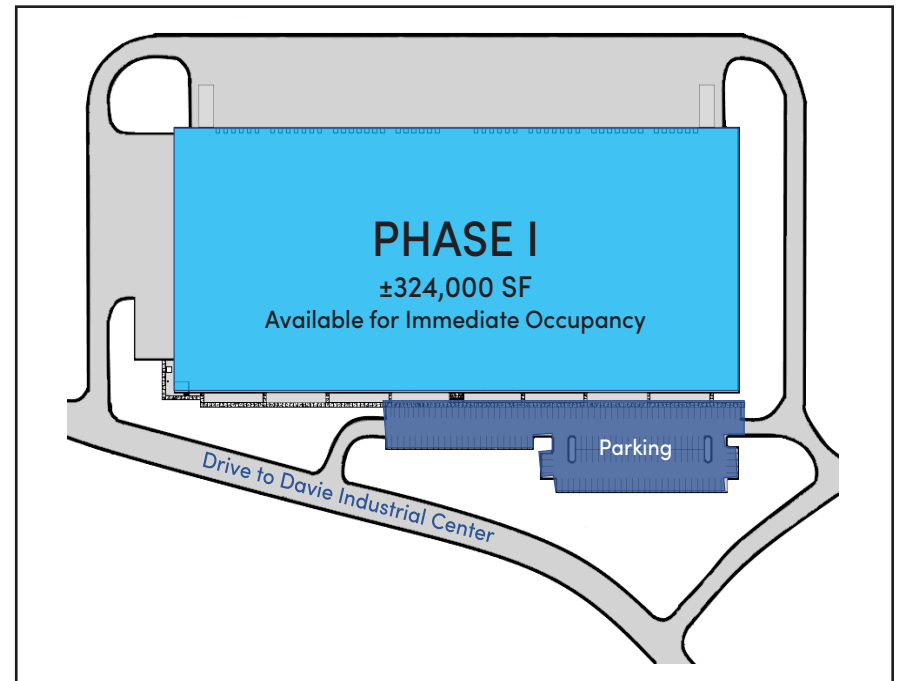 PHASE I
±324,000 SF
Available for Immediate Occupancy
Parking
Drive to Davie Industrial Center